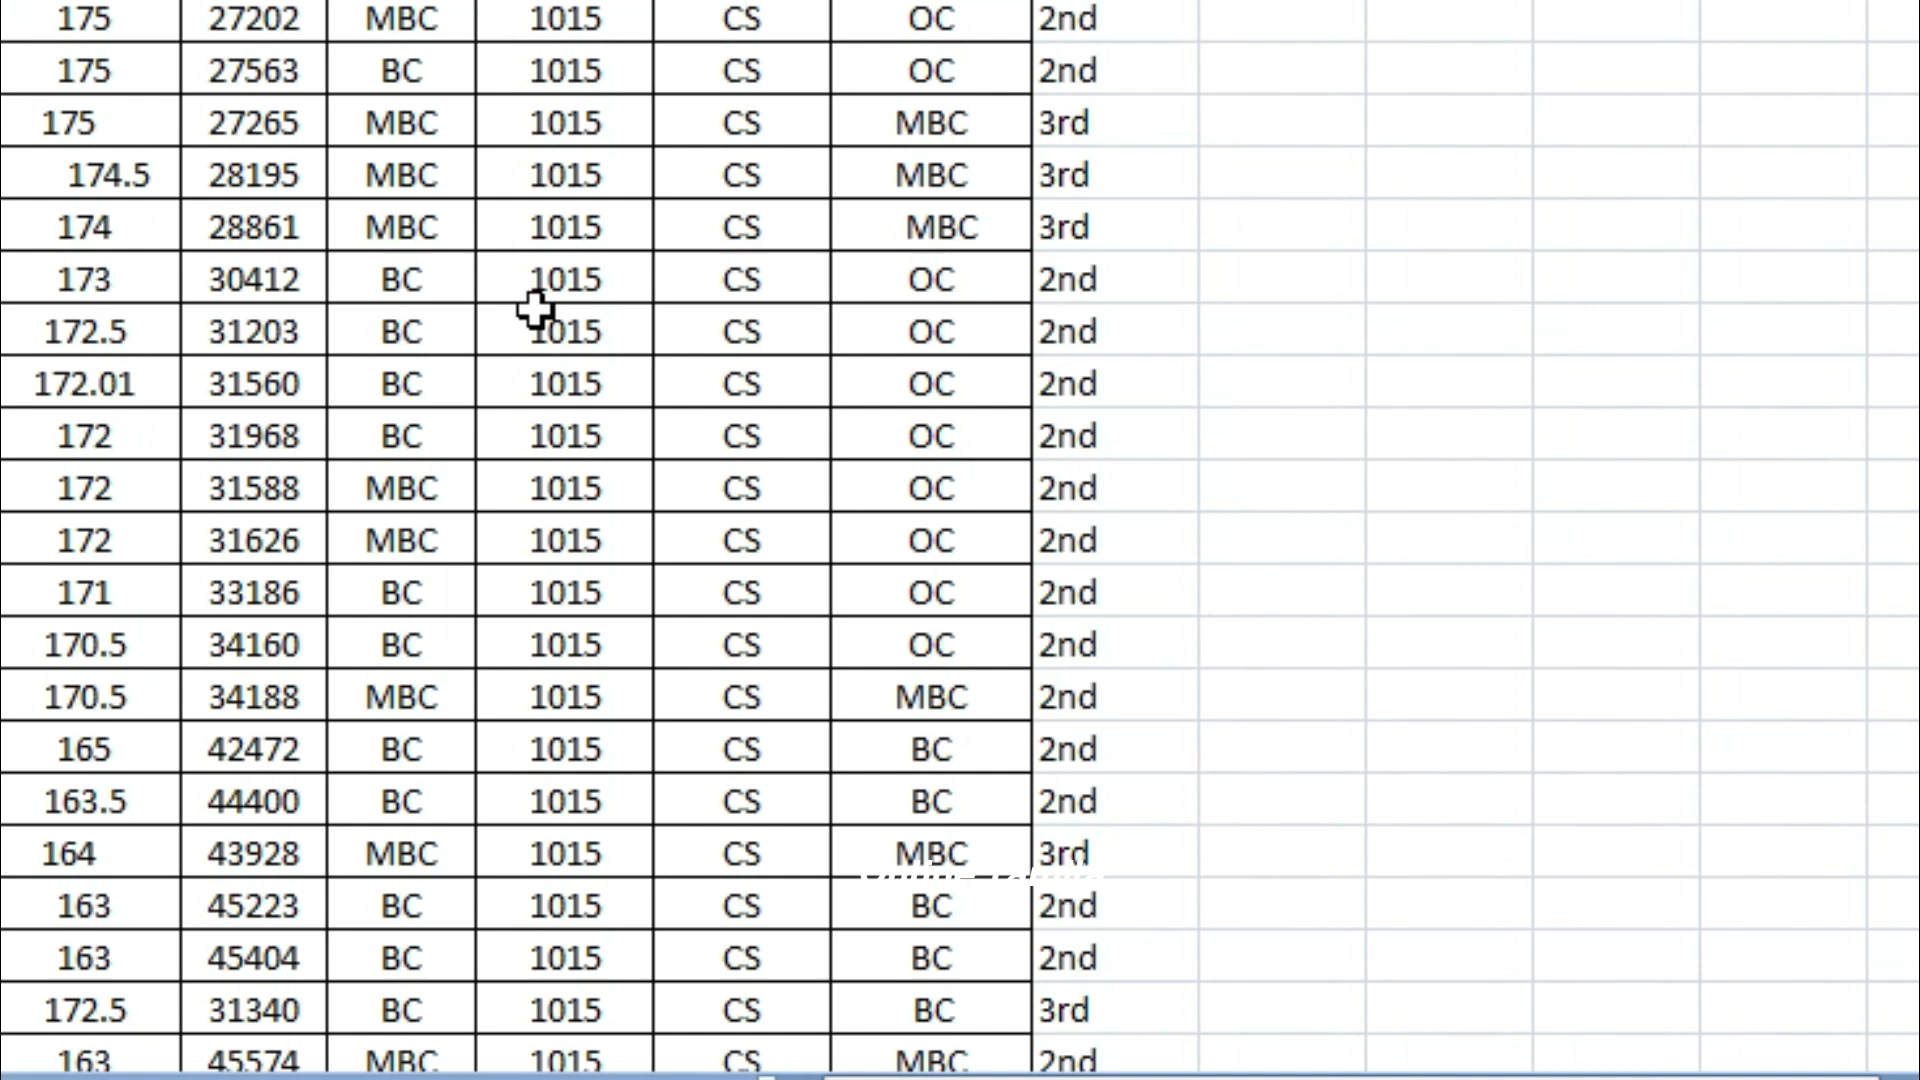 175 27202 MBC 1015 CS OC 2nd
175 27563 BC 1015 CS OC 2nd
175 27265 MBC 1015 CS MBC 3rd
174.5 28195 MBC 1015 CS MBC 3rd
174 28861 MBC 1015 CS MBC 3rd
173 30412 BC 1015 CS OC 2nd
172.5 31203 BC 1015 CS OC 2nd
172.01 31560 BC 1015 CS OC 2nd
172 31968 BC 1015 CS OC 2nd
172 31588 MBC 1015 CS OC 2nd
172 31626 MBC 1015 CS OC 2nd
171 33186 BC 1015 CS OC 2nd
170.5 34160 BC 1015 CS OC 2nd
170.5 34188 MBC 1015 CS MBC 2nd
165 42472 BC 1015 CS BC 2nd
163.5 44400 BC 1015 CS BC 2nd
164 43928 MBC 1015 CS MBC 3rd
163 45223 BC 1015 CS BC 2nd
163 45404 BC 1015 CS BC 2nd
172.5 31340 BC 1015 CS BC 3rd
163 45574 MBC 1015 CS MBC 2nd